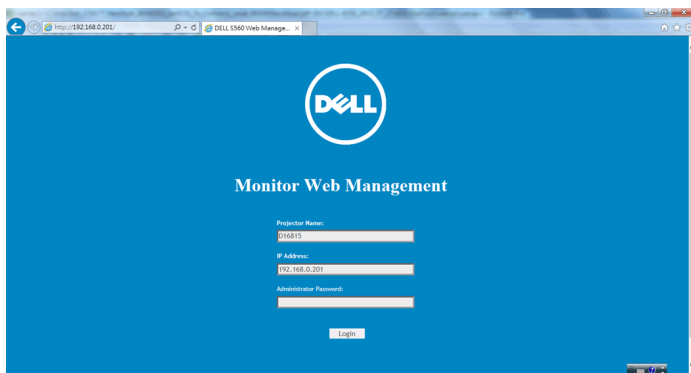 http://192.168.0.201/
DELL S560 Web Manage...
DELL
Monitor Web Management
Projector Name:
D16815
IP Address:
192.168.0.201
Administrator Password:
Login